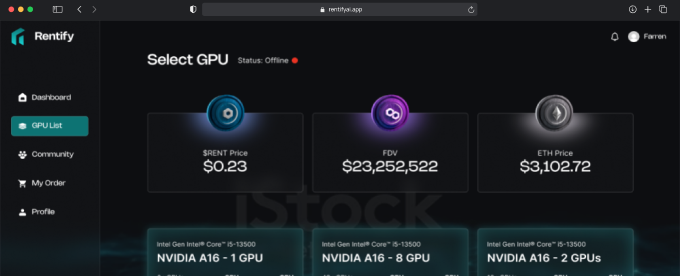 rentifyai.app
Rentify
Farren
Select GPU
Status: Offline
Dashboard
GPU List
Community
My Order
Profile
$RENT Price
$0.23
FDV
$23,252,522
ETH Price
$3,102.72
iStock
Intel Gen Intel® Core™ i5-13500
NVIDIA A16 - 1 GPU
Intel Gen Intel® Core™ i5-13500
NVIDIA A16 - 8 GPU
Intel Gen Intel® Core™ i5-13500
NVIDIA A16 - 2 GPUs